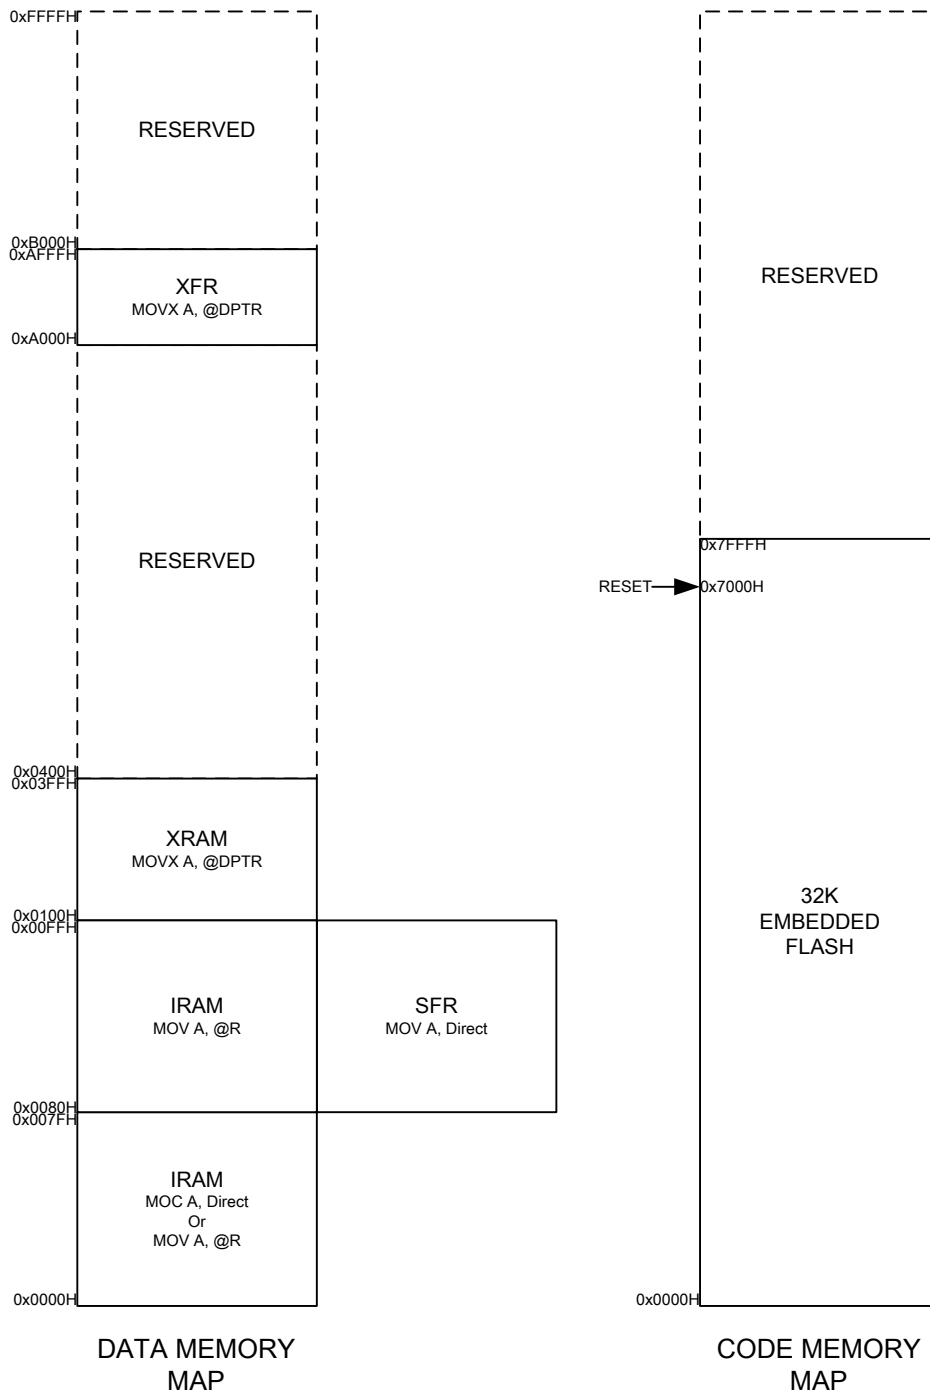 0xFFFFH
RESERVED
0xB000H
0xAFFFH
XFR
MOVX A, @DPTR
0xA000H
RESERVED
0x0400H
0x03FFH
XRAM
MOVX A, @DPTR
0x0100H
0x00FFH
IRAM
MOV A, @R
SFR
MOV A, Direct
0x0080H
0x007FH
IRAM
MOC A, Direct
Or
MOV A, @R
0x0000H
DATA MEMORY
MAP
RESERVED
0x7FFFH
RESET
0x7000H
32K
EMBEDDED
FLASH
0x0000H
CODE MEMORY
MAP